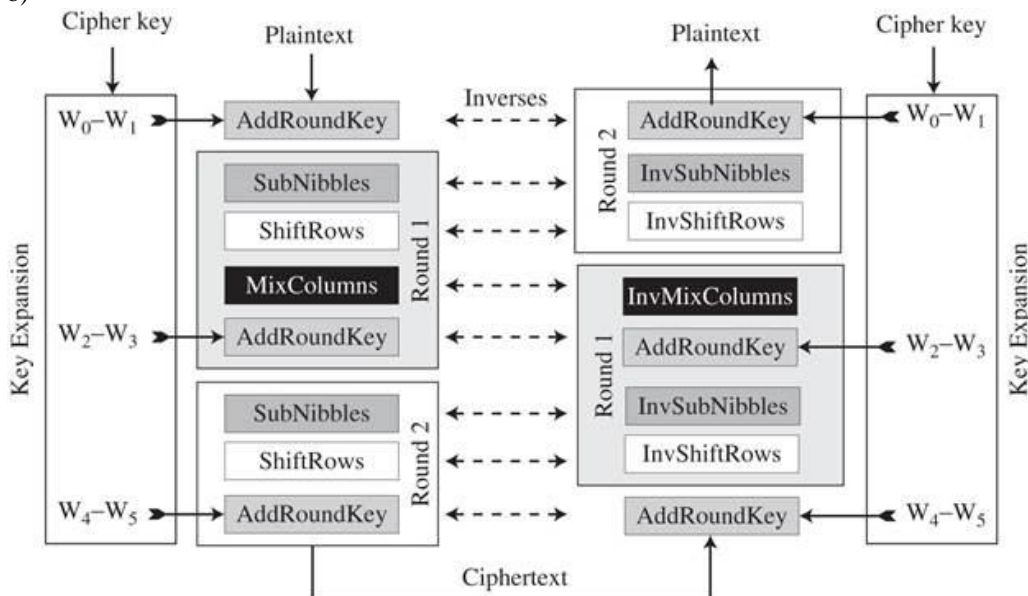 Cipher key
Plaintext
Plaintext
Cipher key
W₀–W₁
AddRoundKey
Inverses
AddRoundKey
W₀–W₁
SubNibbles
ShiftRows
MixColumns
AddRoundKey
Round 1
W₂–W₃
SubNibbles
ShiftRows
AddRoundKey
Round 2
W₄–W₅
Key Expansion
InvSubNibbles
InvShiftRows
Round 2
InvMixColumns
AddRoundKey
InvSubNibbles
InvShiftRows
Round 1
W₂–W₃
AddRoundKey
W₄–W₅
Key Expansion
Ciphertext